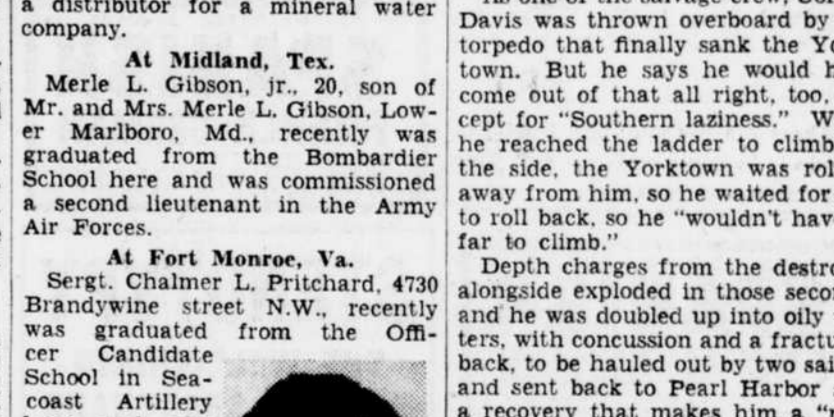 a distributor for a mineral water
company.
At Midland, Tex.
Merle L. Gibson, jr., 20, son of
Mr. and Mrs. Merle L. Gibson, Low-
er Marlboro, Md., recently was
graduated from the Bombardier
School here and was commissioned
a second lieutenant in the Army
Air Forces.
At Fort Monroe, Va.
Sergt. Chalmer L. Pritchard, 4730
Brandywine street N.W., recently
was graduated from the Offi-
cer Candidate
School in Sea-
coast Artillery
As one of the salvage crew,
Davis was thrown overboard by
torpedo that finally sank the Yo
town. But he says he would h
come out of that all right, too,
cept for "Southern laziness." W
he reached the ladder to climb
the side, the Yorktown was rol
away from him, so he waited for
to roll back, so he "wouldn't hav
far to climb."
Depth charges from the destro
alongside exploded in those seco
and he was doubled up into oily
ters, with concussion and a fractu
back, to be hauled out by two sai
and sent back to Pearl Harbor
a recovery that makes him a